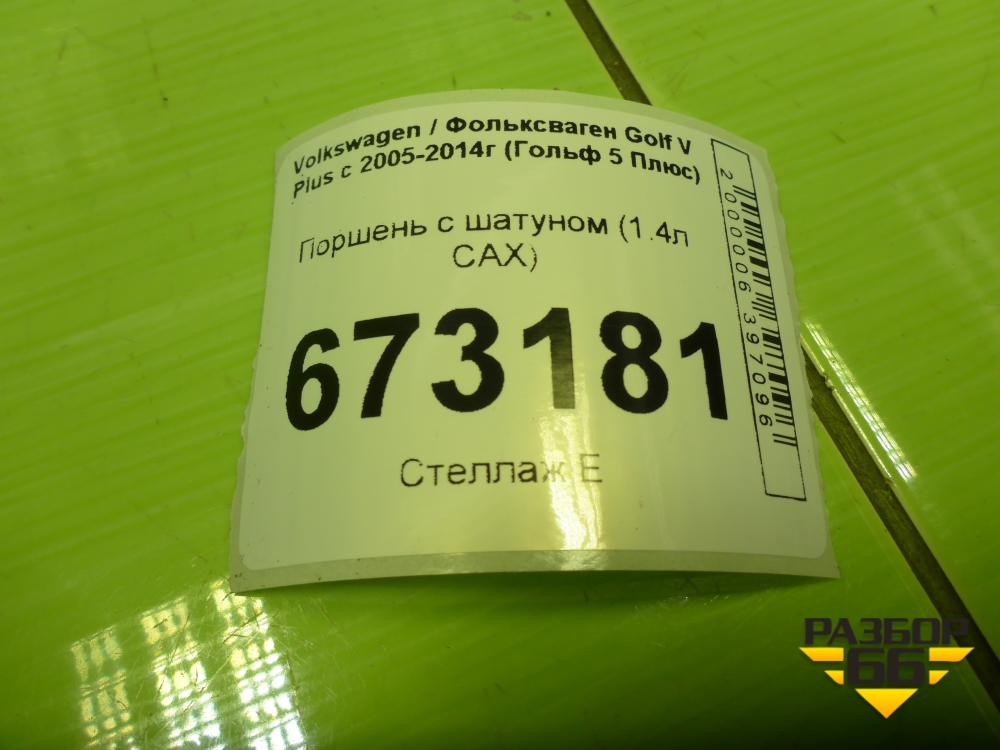 Volkswagen / Фольксваген Golf V
Plus с 2005-2014г (Гольф 5 Плюс)
Поршень с шатуном (1.4л
CAX)
673181
Стеллаж E
2000006397096
РАЗБОР
66